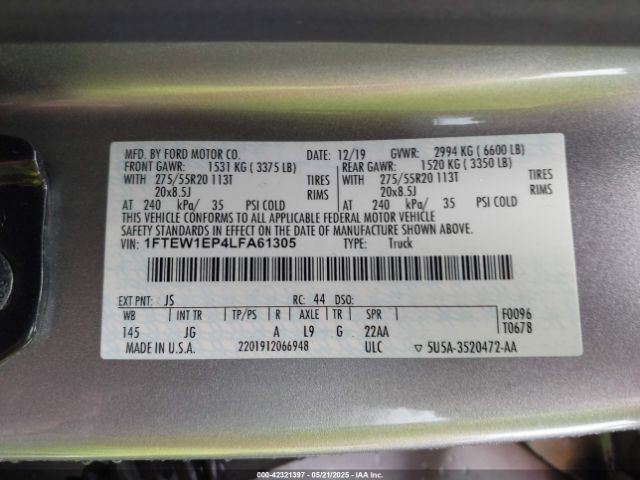 MFD. BY FORD MOTOR CO. DATE: 12/19 GVWR: 2994 KG ( 6600 LB)
FRONT GAWR: 1531 KG ( 3375 LB) REAR GAWR: 1520 KG ( 3350 LB)
WITH 275/55R20 113T TIRES WITH 275/55R20 113T TIRES
20x8.5J RIMS 20x8.5J RIMS
AT 240 kPa/ 35 PSI COLD AT 240 kPa/ 35 PSI COLD
THIS VEHICLE CONFORMS TO ALL APPLICABLE FEDERAL MOTOR VEHICLE
SAFETY STANDARDS IN EFFECT ON THE DATE OF MANUFACTURE SHOWN ABOVE.
VIN: 1FTEW1EP4LFA61305 TYPE: Truck
EXT PNT: JS RC: 44 DSO:
WB INT TR TP/PS R AXLE TR SPR F0096
145 JG A L9 G 22AA T0678
MADE IN U.S.A. 2201912066948 ULC ▽ 5U5A-3520472-AA
000-42321397 - 05/21/2025 - IAAI.COM